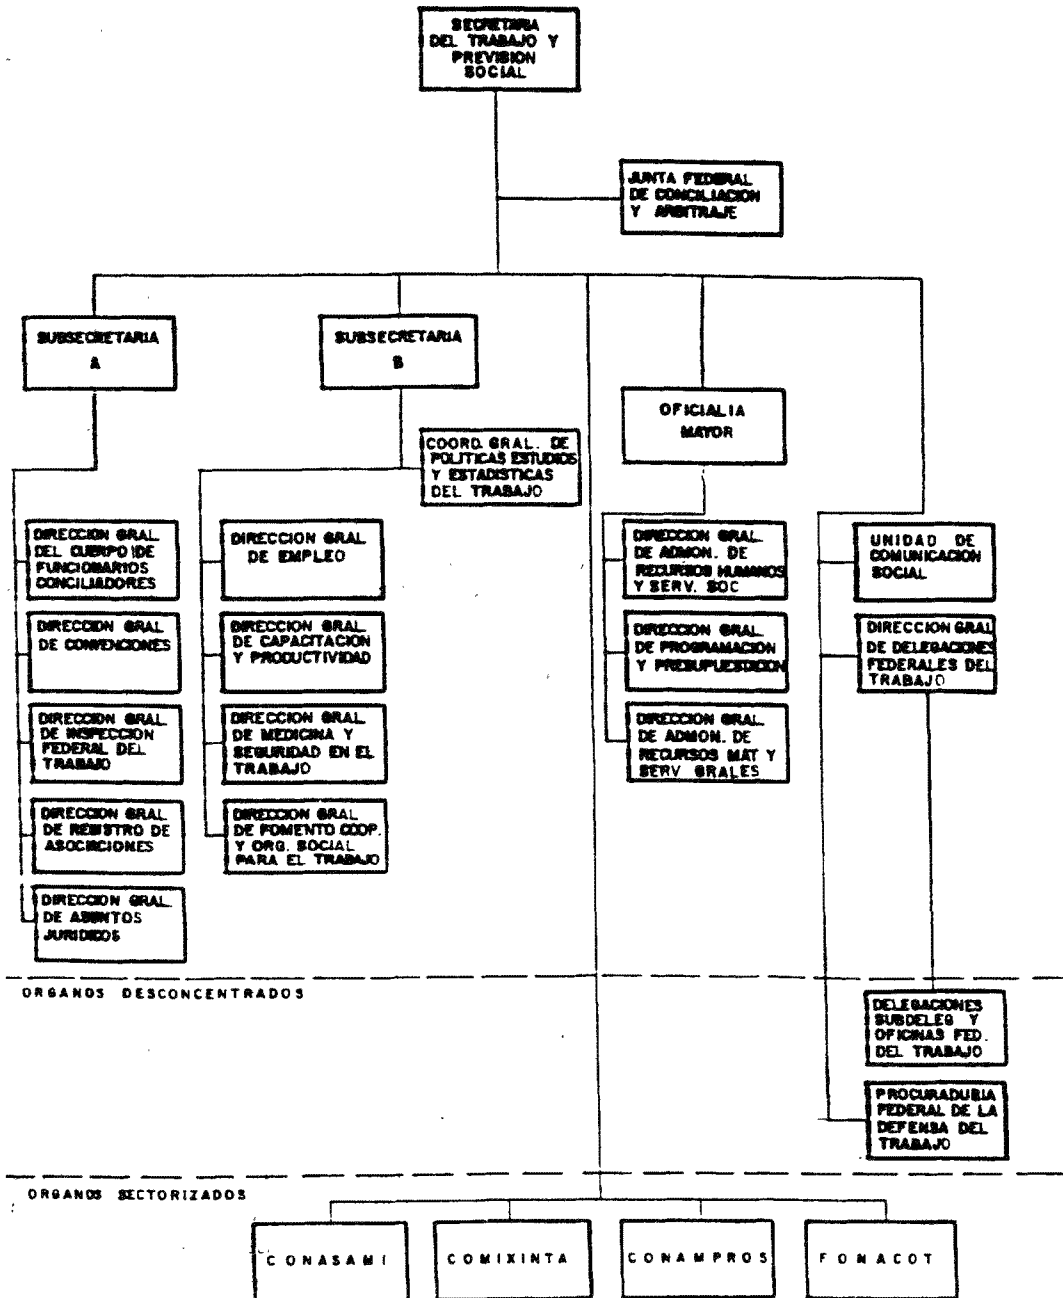 SECRETARIA
DEL TRABAJO Y
PREVISION
SOCIAL
JUNTA FEDERAL
DE CONCILIACION
Y ARBITRAJE
SUBSECRETARIA
A
SUBSECRETARIA
B
OFICIALIA
MAYOR
COORD. GRAL. DE
POLITICAS ESTUDIOS
Y ESTADISTICAS
DEL TRABAJO
DIRECCION GRAL.
DEL CUERPO DE
FUNCIONARIOS
CONCILIADORES
DIRECCION GRAL
DE CONVENCIONES
DIRECCION GRAL
DE INSPECCION
FEDERAL DEL
TRABAJO
DIRECCION GRAL
DE REGISTRO DE
ASOCIACIONES
DIRECCION GRAL.
DE ASUNTOS
JURIDICOS
DIRECCION GRAL
DE EMPLEO
DIRECCION GRAL
DE CAPACITACION
Y PRODUCTIVIDAD
DIRECCION GRAL
DE MEDICINA Y
SEGURIDAD EN EL
TRABAJO
DIRECCION GRAL
DE FOMENTO COOP.
Y ORG. SOCIAL
PARA EL TRABAJO
DIRECCION GRAL.
DE ADMON. DE
RECURSOS HUMANOS
Y SERV. SOC
DIRECCION GRAL.
DE PROGRAMACION
Y PRESUPUESTACION
DIRECCION GRAL.
DE ADMON. DE
RECURSOS MAT Y
SERV GRALES
UNIDAD DE
COMUNICACION
SOCIAL
DIRECCION GRAL
DE DELEGACIONES
FEDERALES DEL
TRABAJO
ORGANOS DESCONCENTRADOS
DELEGACIONES
SUBDELEG Y
OFICINAS FED.
DEL TRABAJO
PROCURADURIA
FEDERAL DE LA
DEFENSA DEL
TRABAJO
ORGANOS SECTORIZADOS
CONASAMI
COMIXINTA
CONAMPROS
FONACOT